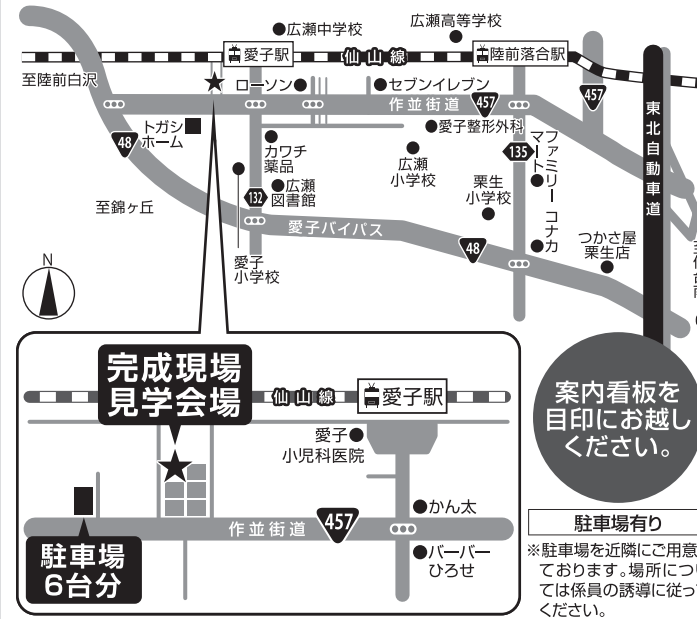 広瀬中学校
広瀬高等学校
愛子駅
仙山線
陸前落合駅
至陸前白沢
ローソン
セブンイレブン
457
作並街道
457
東北自動車道
トガシ
ホーム
48
カワチ
薬品
愛子整形外科
広瀬
小学校
135
ファミリー
マート
132
広瀬
図書館
栗生
小学校
コナカ
至錦ヶ丘
愛子バイパス
48
つかさ屋
栗生店
愛子
小学校
N
完成現場
見学会場
仙山線
愛子駅
愛子
小児科医院
かん太
作並街道
457
バーバー
ひろせ
駐車場
6台分
案内看板を
目印にお越し
ください。
駐車場有り
※駐車場を近隣にご用意
ております。場所につい
ては係員の誘導に従って
ください。